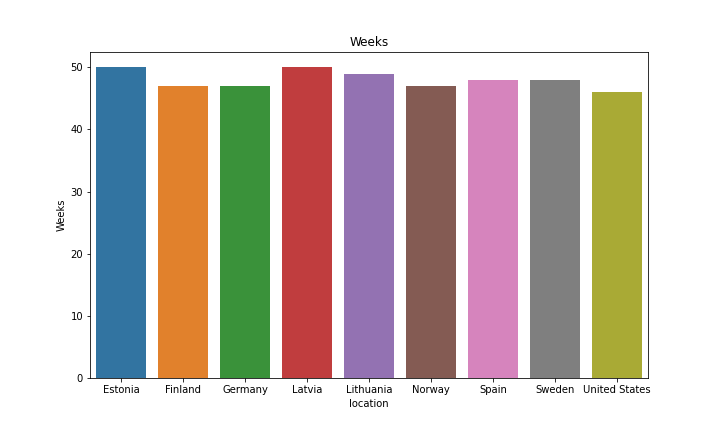 Weeks
50
40
30
20
10
0
Weeks
Estonia Finland Germany Latvia Lithuania Norway Spain Sweden United States
location